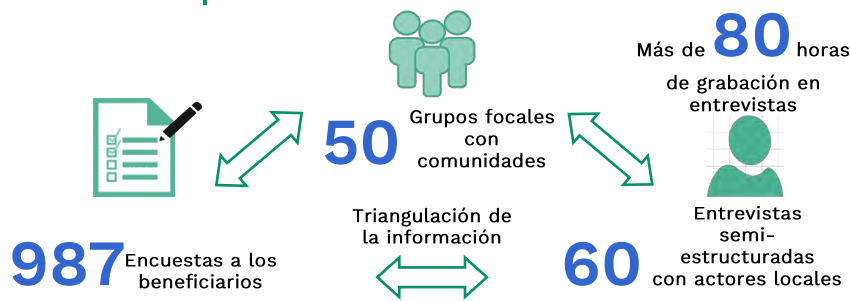 Más de 80 horas
de grabación en
entrevistas
50 Grupos focales
con
comunidades
Triangulación de
la información
987 Encuestas a los
beneficiarios
60 Entrevistas
semi-
estructuradas
con actores locales